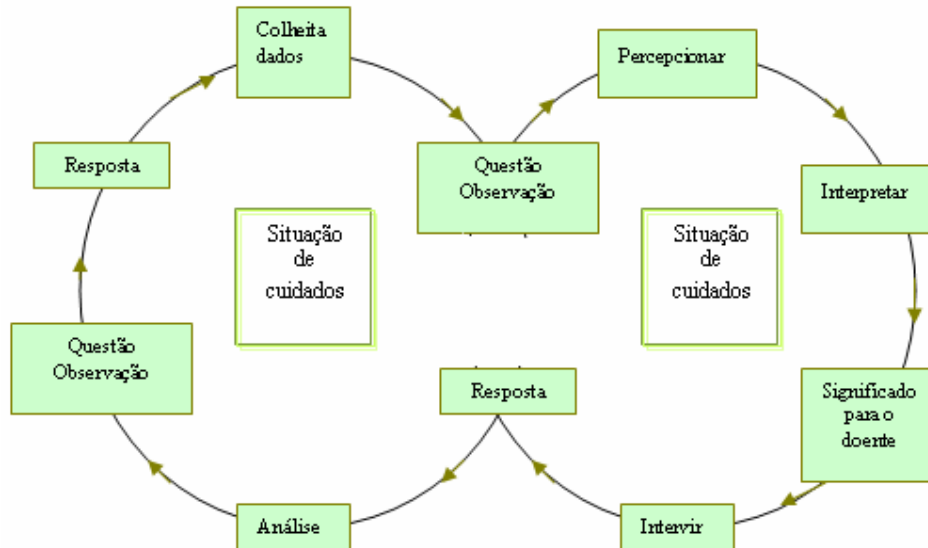 Colheita
dados
Percepcionar
Resposta
Questão
Observação
Interpretar
Situação
de
cuidados
Situação
de
cuidados
Questão
Observação
Resposta
Significado
para o
doente
Análise
Intervir